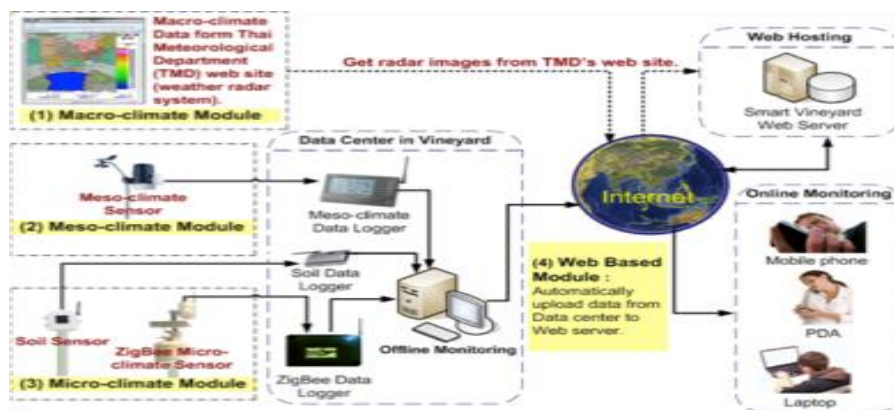 Macro-climate
Data form Thai
Meteorological
Department
(TMD) web site
(weather radar
system).
(1) Macro-climate Module
Get radar images from TMD's web site.
Web Hosting
Smart Vineyard
Web Server
Data Center in Vineyard
Meso-climate
Sensor
(2) Meso-climate Module
Meso-climate
Data Logger
Internet
Online Monitoring
Mobile phone
PDA
Laptop
Soil Data
Logger
(4) Web Based
Module :
Automatically
upload data from
Data center to
Web server.
Soil Sensor
ZigBee Micro-
climate Sensor
(3) Micro-climate Module
Offline Monitoring
ZigBee Data
Logger